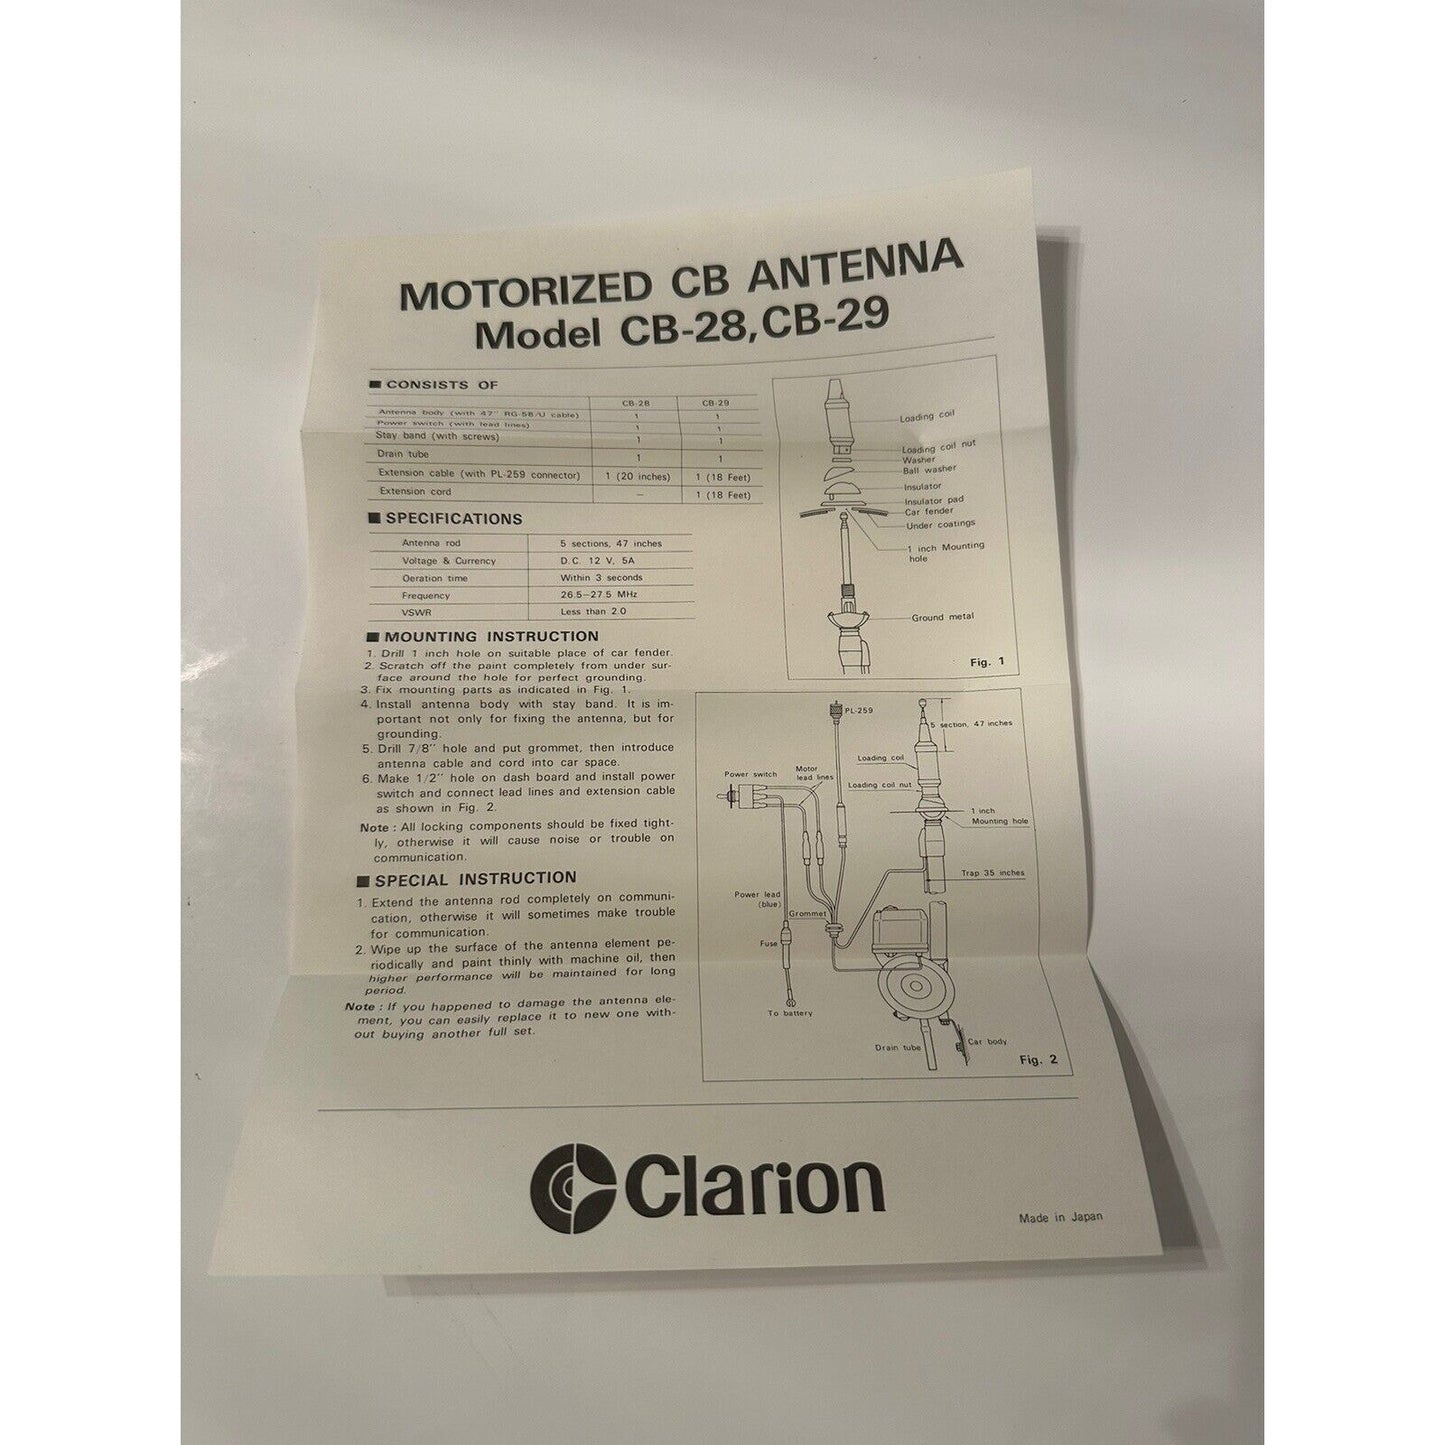 MOTORIZED CB ANTENNA
Model CB-28, CB-29
CONSISTS OF
CB-28 CB-29
Antenna body (with 47" RG-58/U cable) 1 1
Power switch (with lead lines) 1 1
Stay band (with screws) 1 1
Drain tube 1 1
Extension cable (with PL-259 connector) 1 (20 inches) 1 (18 Feet)
Extension cord — 1 (18 Feet)
SPECIFICATIONS
Antenna rod 5 sections, 47 inches
Voltage & Currency D.C. 12 V, 5A
Oeration time Within 3 seconds
Frequency 26.5—27.5 MHz
VSWR Less than 2.0
MOUNTING INSTRUCTION
1. Drill 1 inch hole on suitable place of car fender.
2. Scratch off the paint completely from under sur-
face around the hole for perfect grounding.
3. Fix mounting parts as indicated in Fig. 1.
4. Install antenna body with stay band. It is im-
portant not only for fixing the antenna, but for
grounding.
5. Drill 7/8" hole and put grommet, then introduce
antenna cable and cord into car space.
6. Make 1/2" hole on dash board and install power
switch and connect lead lines and extension cable
as shown in Fig. 2.
Note : All locking components should be fixed tight-
ly, otherwise it will cause noise or trouble on
communication.
SPECIAL INSTRUCTION
1. Extend the antenna rod completely on communi-
cation, otherwise it will sometimes make trouble
for communication.
2. Wipe up the surface of the antenna element pe-
riodically and paint thinly with machine oil, then
higher performance will be maintained for long
period.
Note : If you happened to damage the antenna ele-
ment, you can easily replace it to new one with-
out buying another full set.
Loading coil
Loading coil nut
Washer
Ball washer
Insulator
Insulator pad
Car fender
Under coatings
1 inch Mounting
hole
Ground metal
Fig. 1
PL-259
5 section, 47 inches
Loading coil
Power switch
Motor
lead lines
Loading coil nut
1 inch
Mounting hole
Trap 35 inches
Power lead
(blue)
Grommet
Fuse
To battery
Drain tube
Car body
Fig. 2
Clarion
Made in Japan